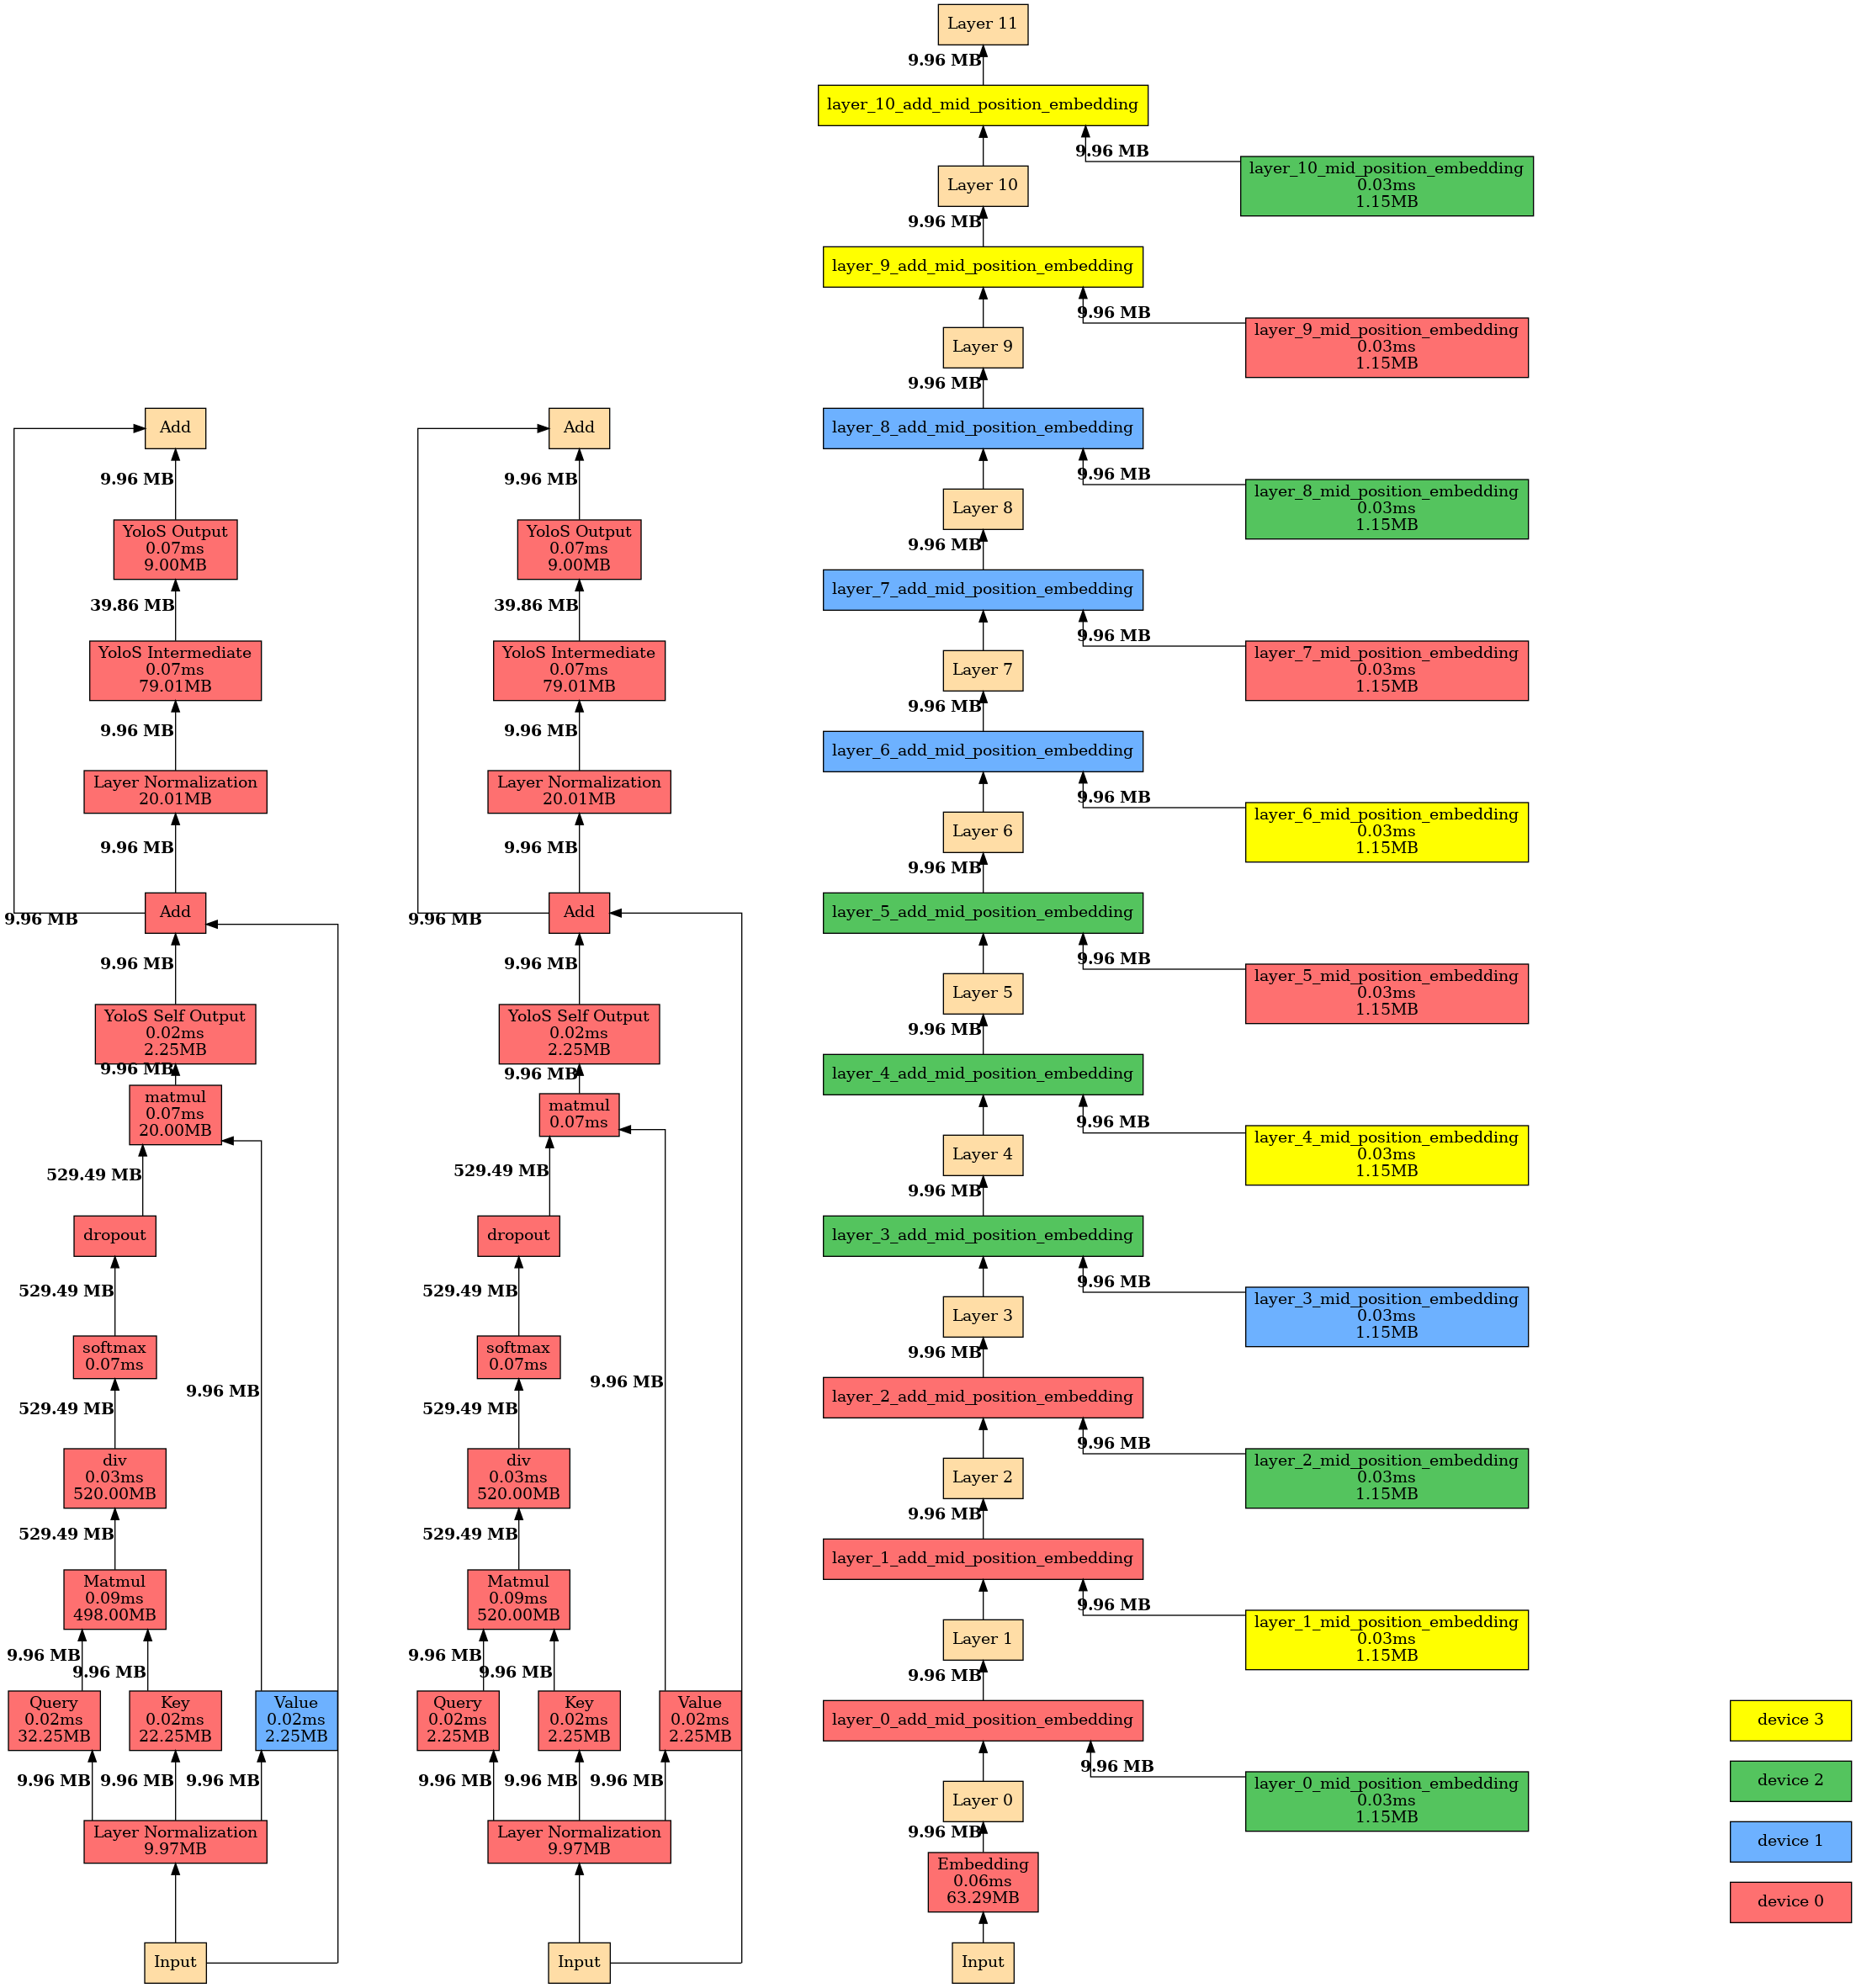 Add
9.96 MB
YoloS Output
0.07ms
9.00MB
39.86 MB
YoloS Intermediate
0.07ms
79.01MB
9.96 MB
Layer Normalization
20.01MB
9.96 MB
Add
9.96 MB
9.96 MB
YoloS Self Output
0.02ms
2.25MB
9.96 MB
matmul
0.07ms
20.00MB
529.49 MB
dropout
529.49 MB
softmax
0.07ms
9.96 MB
529.49 MB
div
0.03ms
520.00MB
529.49 MB
Matmul
0.09ms
498.00MB
9.96 MB
9.96 MB
Query
0.02ms
32.25MB
Key
0.02ms
22.25MB
Value
0.02ms
2.25MB
9.96 MB
9.96 MB
9.96 MB
Layer Normalization
9.97MB
Input
Add
9.96 MB
YoloS Output
0.07ms
9.00MB
39.86 MB
YoloS Intermediate
0.07ms
79.01MB
9.96 MB
Layer Normalization
20.01MB
9.96 MB
Add
9.96 MB
9.96 MB
YoloS Self Output
0.02ms
2.25MB
9.96 MB
matmul
0.07ms
529.49 MB
dropout
529.49 MB
softmax
0.07ms
9.96 MB
529.49 MB
div
0.03ms
520.00MB
529.49 MB
Matmul
0.09ms
520.00MB
9.96 MB
9.96 MB
Query
0.02ms
2.25MB
Key
0.02ms
2.25MB
Value
0.02ms
2.25MB
9.96 MB
9.96 MB
9.96 MB
Layer Normalization
9.97MB
Input
Layer 11
9.96 MB
layer_10_add_mid_position_embedding
9.96 MB
layer_10_mid_position_embedding
0.03ms
1.15MB
Layer 10
9.96 MB
layer_9_add_mid_position_embedding
9.96 MB
layer_9_mid_position_embedding
0.03ms
1.15MB
Layer 9
9.96 MB
layer_8_add_mid_position_embedding
9.96 MB
layer_8_mid_position_embedding
0.03ms
1.15MB
Layer 8
9.96 MB
layer_7_add_mid_position_embedding
9.96 MB
layer_7_mid_position_embedding
0.03ms
1.15MB
Layer 7
9.96 MB
layer_6_add_mid_position_embedding
9.96 MB
layer_6_mid_position_embedding
0.03ms
1.15MB
Layer 6
9.96 MB
layer_5_add_mid_position_embedding
9.96 MB
layer_5_mid_position_embedding
0.03ms
1.15MB
Layer 5
9.96 MB
layer_4_add_mid_position_embedding
9.96 MB
layer_4_mid_position_embedding
0.03ms
1.15MB
Layer 4
9.96 MB
layer_3_add_mid_position_embedding
9.96 MB
layer_3_mid_position_embedding
0.03ms
1.15MB
Layer 3
9.96 MB
layer_2_add_mid_position_embedding
9.96 MB
layer_2_mid_position_embedding
0.03ms
1.15MB
Layer 2
9.96 MB
layer_1_add_mid_position_embedding
9.96 MB
layer_1_mid_position_embedding
0.03ms
1.15MB
Layer 1
9.96 MB
layer_0_add_mid_position_embedding
9.96 MB
layer_0_mid_position_embedding
0.03ms
1.15MB
Layer 0
9.96 MB
Embedding
0.06ms
63.29MB
Input
device 3
device 2
device 1
device 0